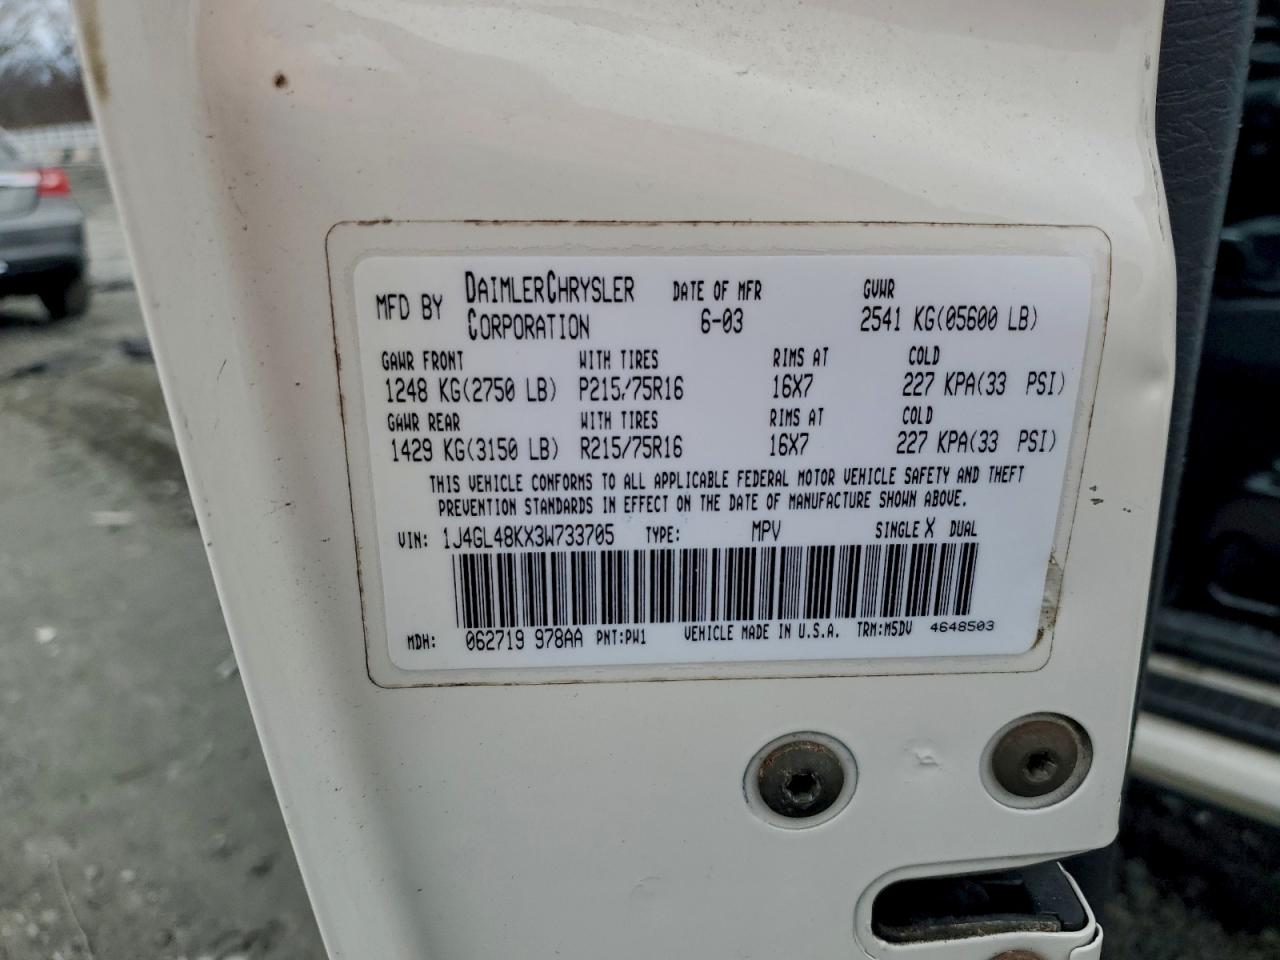 MFD BY DAIMLERCHRYSLER CORPORATION DATE OF MFR 6-03 GVWR 2541 KG(05600 LB)
GAWR FRONT WITH TIRES RIMS AT COLD
1248 KG(2750 LB) P215/75R16 16X7 227 KPA(33 PSI)
GAWR REAR WITH TIRES RIMS AT COLD
1429 KG(3150 LB) R215/75R16 16X7 227 KPA(33 PSI)
THIS VEHICLE CONFORMS TO ALL APPLICABLE FEDERAL MOTOR VEHICLE SAFETY AND THEFT
PREVENTION STANDARDS IN EFFECT ON THE DATE OF MANUFACTURE SHOWN ABOVE.
VIN: 1J4GL48KX3W733705 TYPE: MPV SINGLE X DUAL
MDH: 062719 978AA PNT:PW1 VEHICLE MADE IN U.S.A. TRM:M5DV 4648503